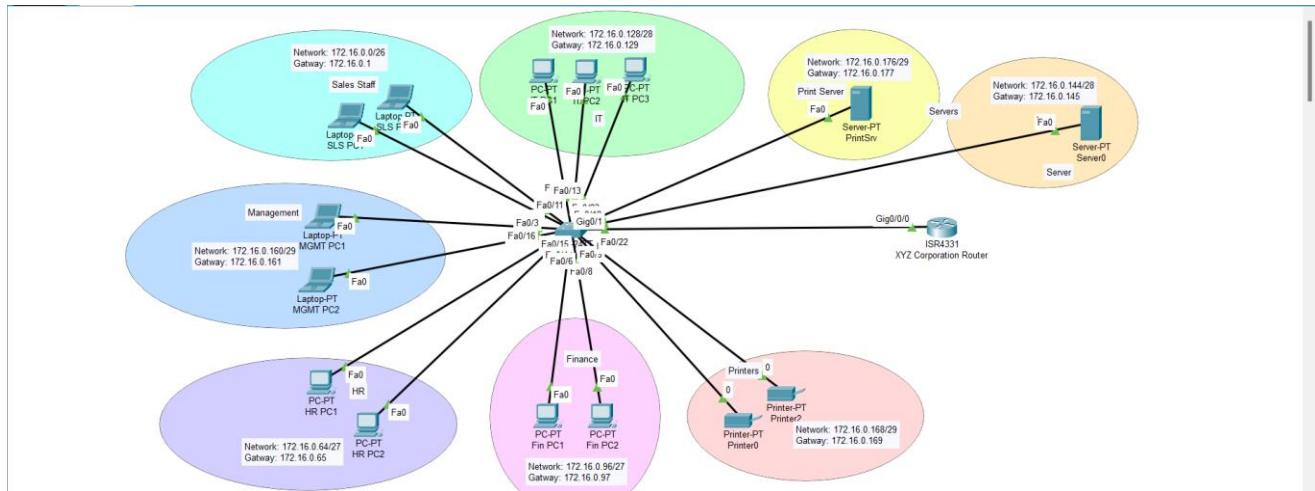 Network: 172.16.0.0/26
Gatway: 172.16.0.1
Sales Staff
Laptop-PT
Fa0
Laptop
SLS
Fa0
Network: 172.16.0.128/28
Gatway: 172.16.0.129
PC-PT
PC1
Fa0
PC-PT
PC2
Fa0
PC-PT
IT PC3
Fa0
IT
Network: 172.16.0.176/29
Gatway: 172.16.0.177
Print Server
Fa0
Server-PT
PrintSrv
Servers
Network: 172.16.0.144/28
Gatway: 172.16.0.145
Fa0
Server-PT
Server0
Server
Management
Laptop-PT
MGMT PC1
Fa0
Network: 172.16.0.160/29
Gatway: 172.16.0.161
Laptop-PT
MGMT PC2
Fa0
Fa0/13
Fa0/11
Fa0/3
Gig0/1
Fa0/16
Fa0/15
Fa0/22
Fa0/6
Fa0/8
Gig0/0/0
ISR4331
XYZ Corporation Router
Fa0
HR
PC-PT
HR PC1
Fa0
PC-PT
HR PC2
Network: 172.16.0.64/27
Gatway: 172.16.0.65
Finance
Fa0
Fa0
PC-PT
Fin PC1
PC-PT
Fin PC2
Network: 172.16.0.96/27
Gatway: 172.16.0.97
Printers
0
0
Printer-PT
Printer2
Printer-PT
Printer0
Network: 172.16.0.168/29
Gatway: 172.16.0.169